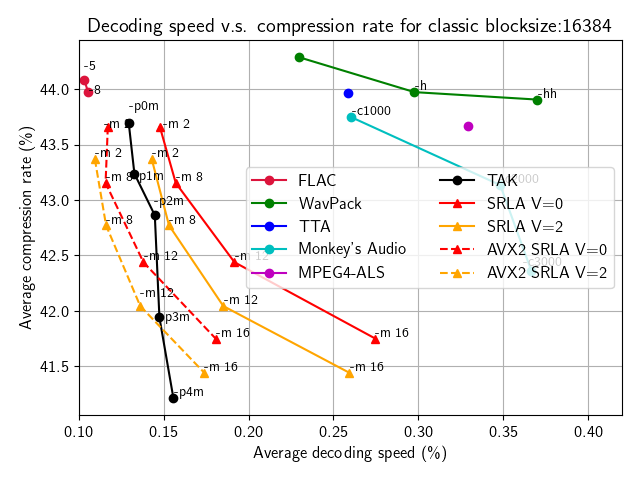 Decoding speed v.s. compression rate for classic blocksize:16384
Average compression rate (%)
44.0
43.5
43.0
42.5
42.0
41.5
-5
-8
-p0m
-m 2
-m 2
-m 2
-m 2
-p1m
-m 8
-m 8
-p2m
-m 8
-m 8
-m 12
-m 12
-m 12
-m 12
-p3m
-m 16
-m 16
-m 16
-m 16
-p4m
-h
-hh
-c1000
-c3000
FLAC
WavPack
TTA
Monkey's Audio
MPEG4-ALS
TAK
SRLA V=0
SRLA V=2
AVX2 SRLA V=0
AVX2 SRLA V=2
0.10 0.15 0.20 0.25 0.30 0.35 0.40
Average decoding speed (%)